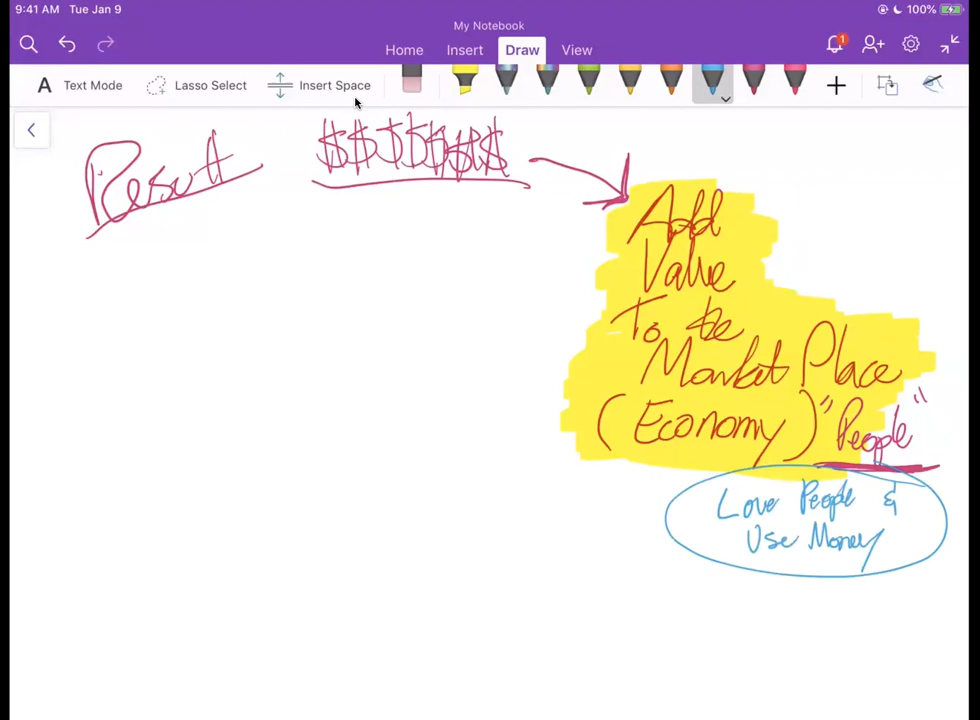 9:41 AM Tue Jan 9
100%
My Notebook
1
Home Insert Draw View
A Text Mode Lasso Select Insert Space
Result $$$$$$$
Add
Value
To the
Market Place
(Economy) "People"
Love People &
Use Money